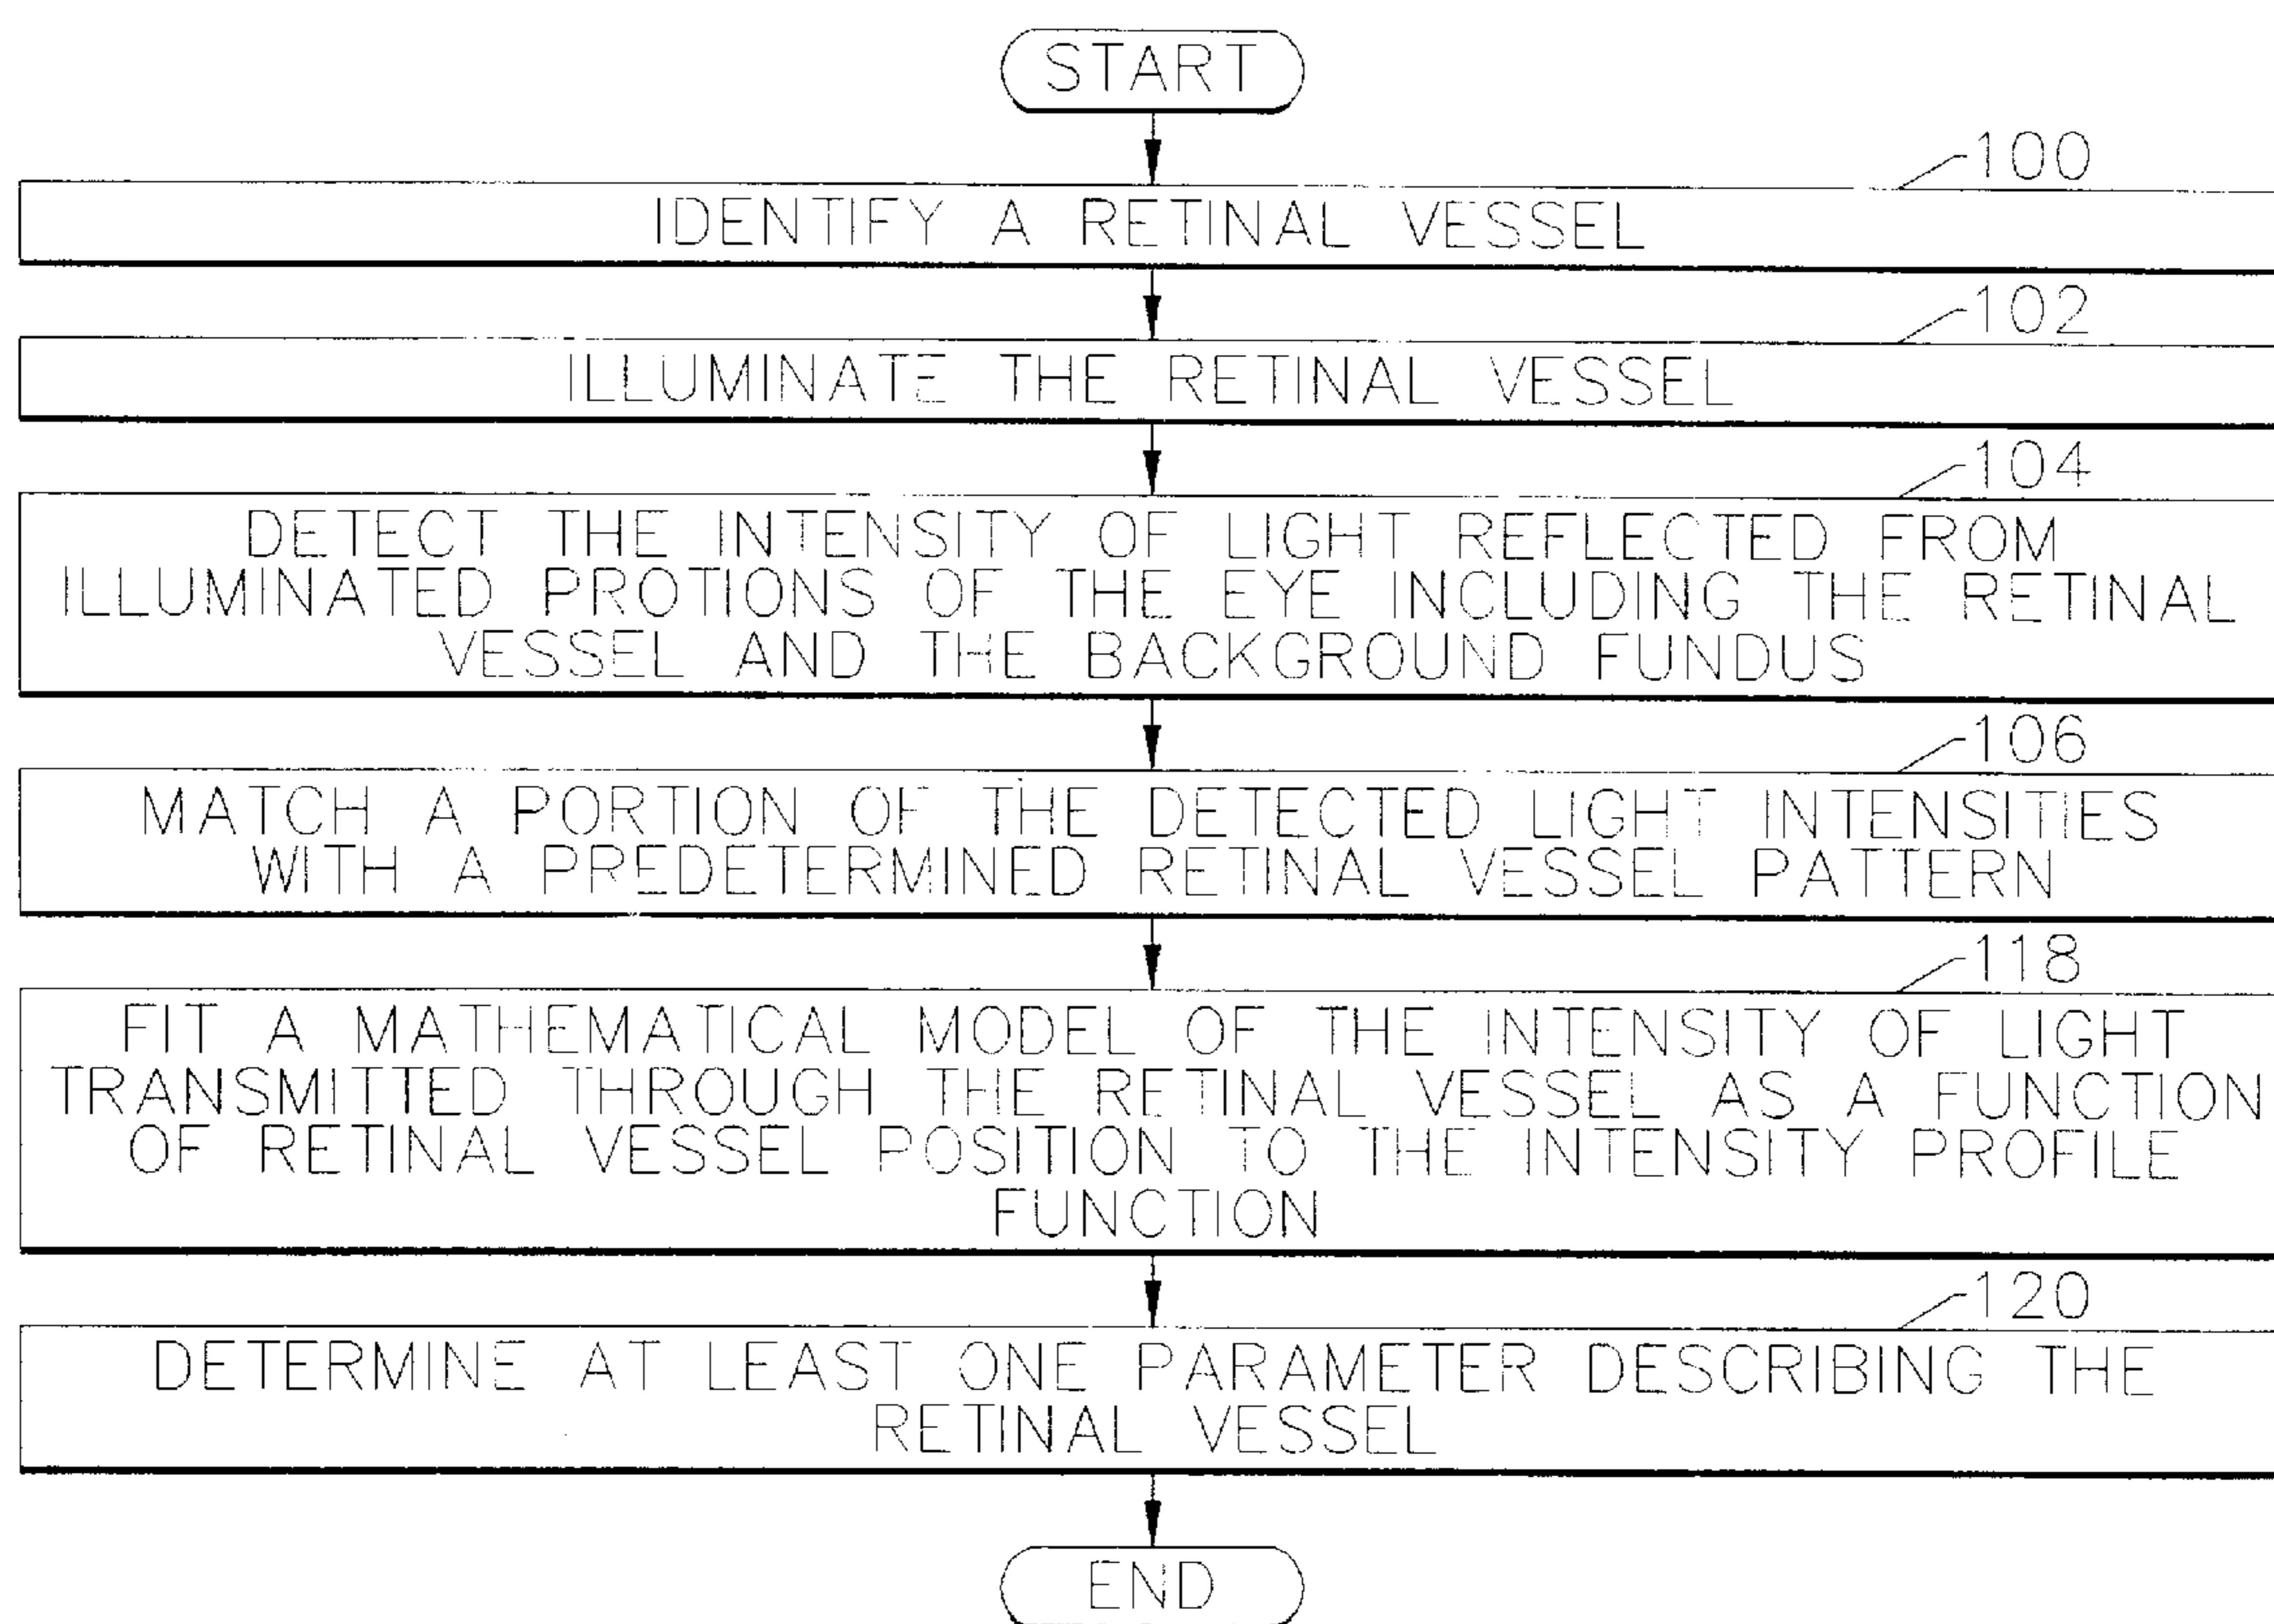 START
100
IDENTIFY A RETINAL VESSEL
102
ILLUMINATE THE RETINAL VESSEL
104
DETECT THE INTENSITY OF LIGHT REFLECTED FROM
ILLUMINATED PROTIONS OF THE EYE INCLUDING THE RETINAL
VESSEL AND THE BACKGROUND FUNDUS
106
MATCH A PORTION OF THE DETECTED LIGHT INTENSITIES
WITH A PREDETERMINED RETINAL VESSEL PATTERN
118
FIT A MATHEMATICAL MODEL OF THE INTENSITY OF LIGHT
TRANSMITTED THROUGH THE RETINAL VESSEL AS A FUNCTION
OF RETINAL VESSEL POSITION TO THE INTENSITY PROFILE
FUNCTION
120
DETERMINE AT LEAST ONE PARAMETER DESCRIBING THE
RETINAL VESSEL
END